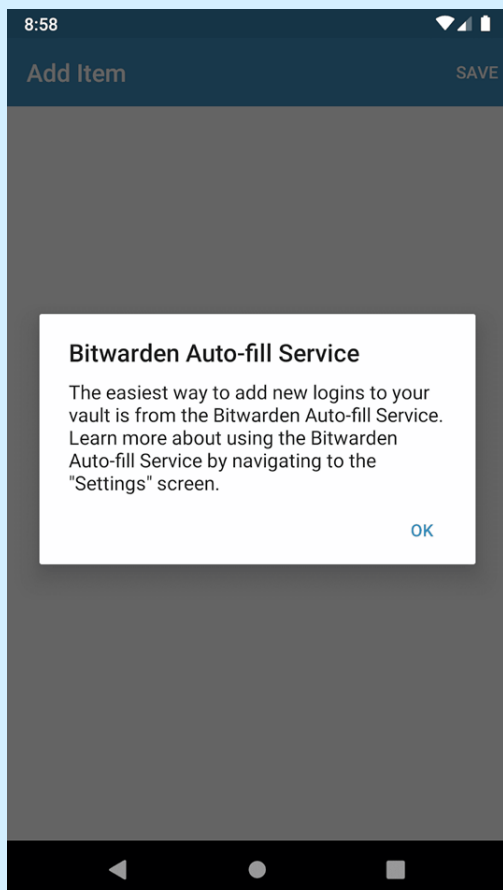 8:58
Add Item
SAVE
Bitwarden Auto-fill Service
The easiest way to add new logins to your
vault is from the Bitwarden Auto-fill Service.
Learn more about using the Bitwarden
Auto-fill Service by navigating to the
"Settings" screen.
OK